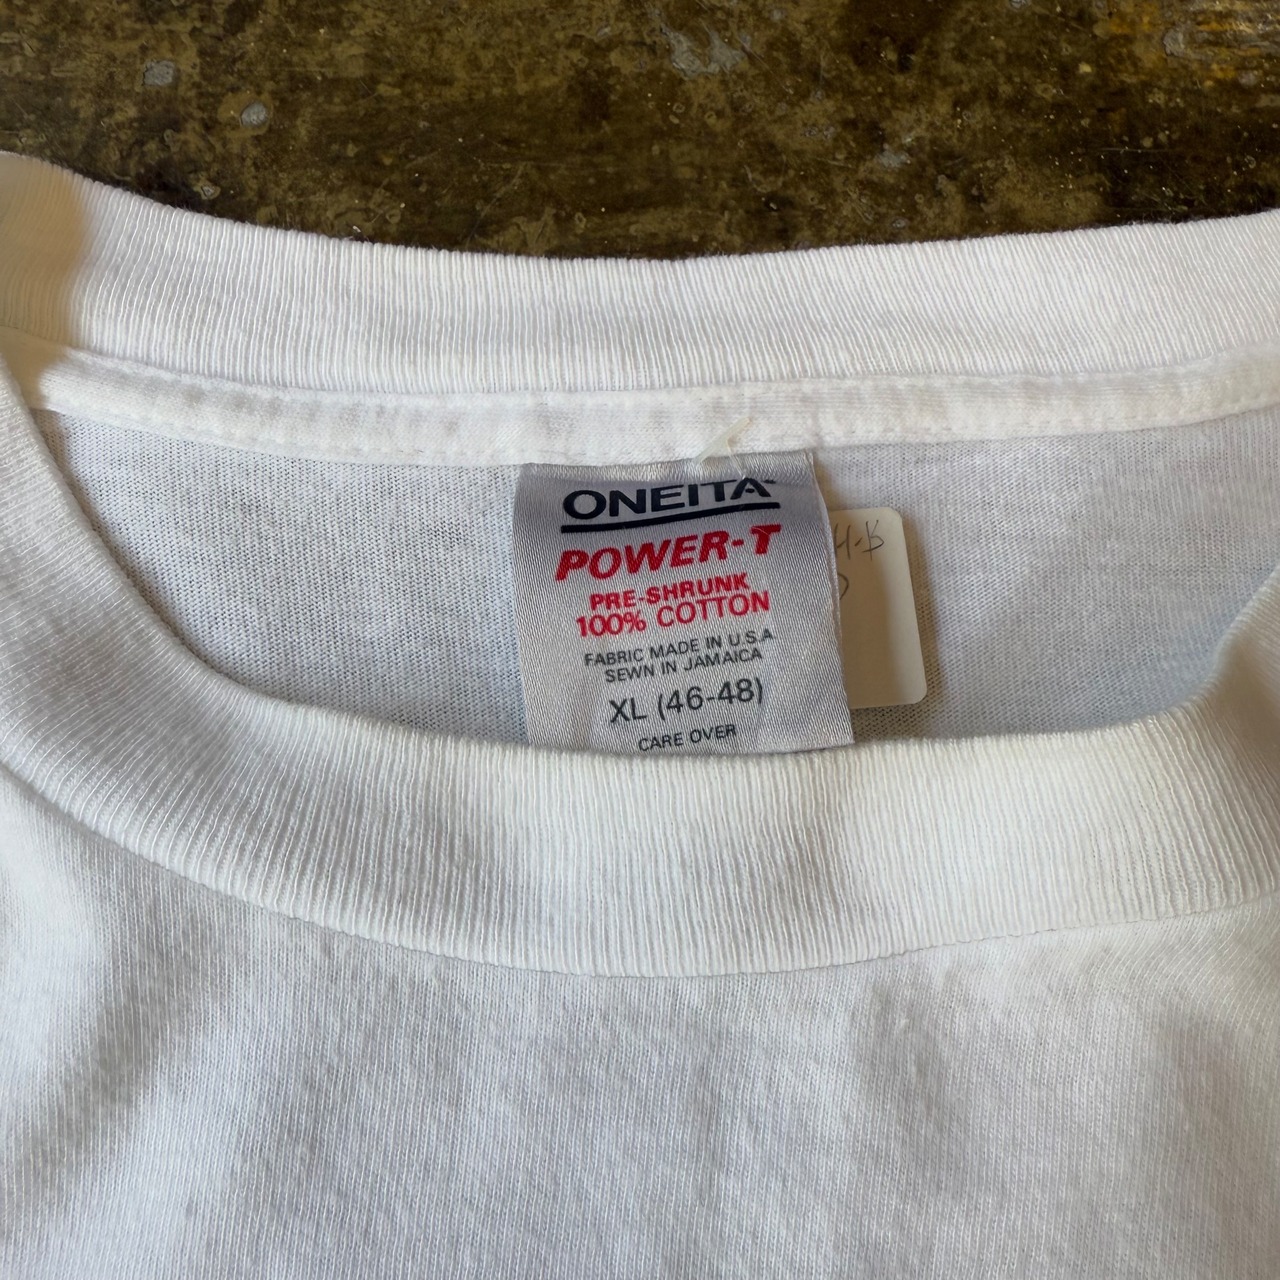 ONEITA
POWER-T
PRE-SHRUNK
100% COTTON
FABRIC MADE IN U.S.A
SEWN IN JAMAICA
XL (46-48)
CARE OVER